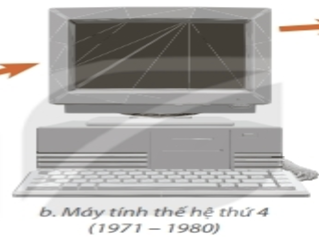 b. Máy tính thế hệ thứ 4
(1971 – 1980)